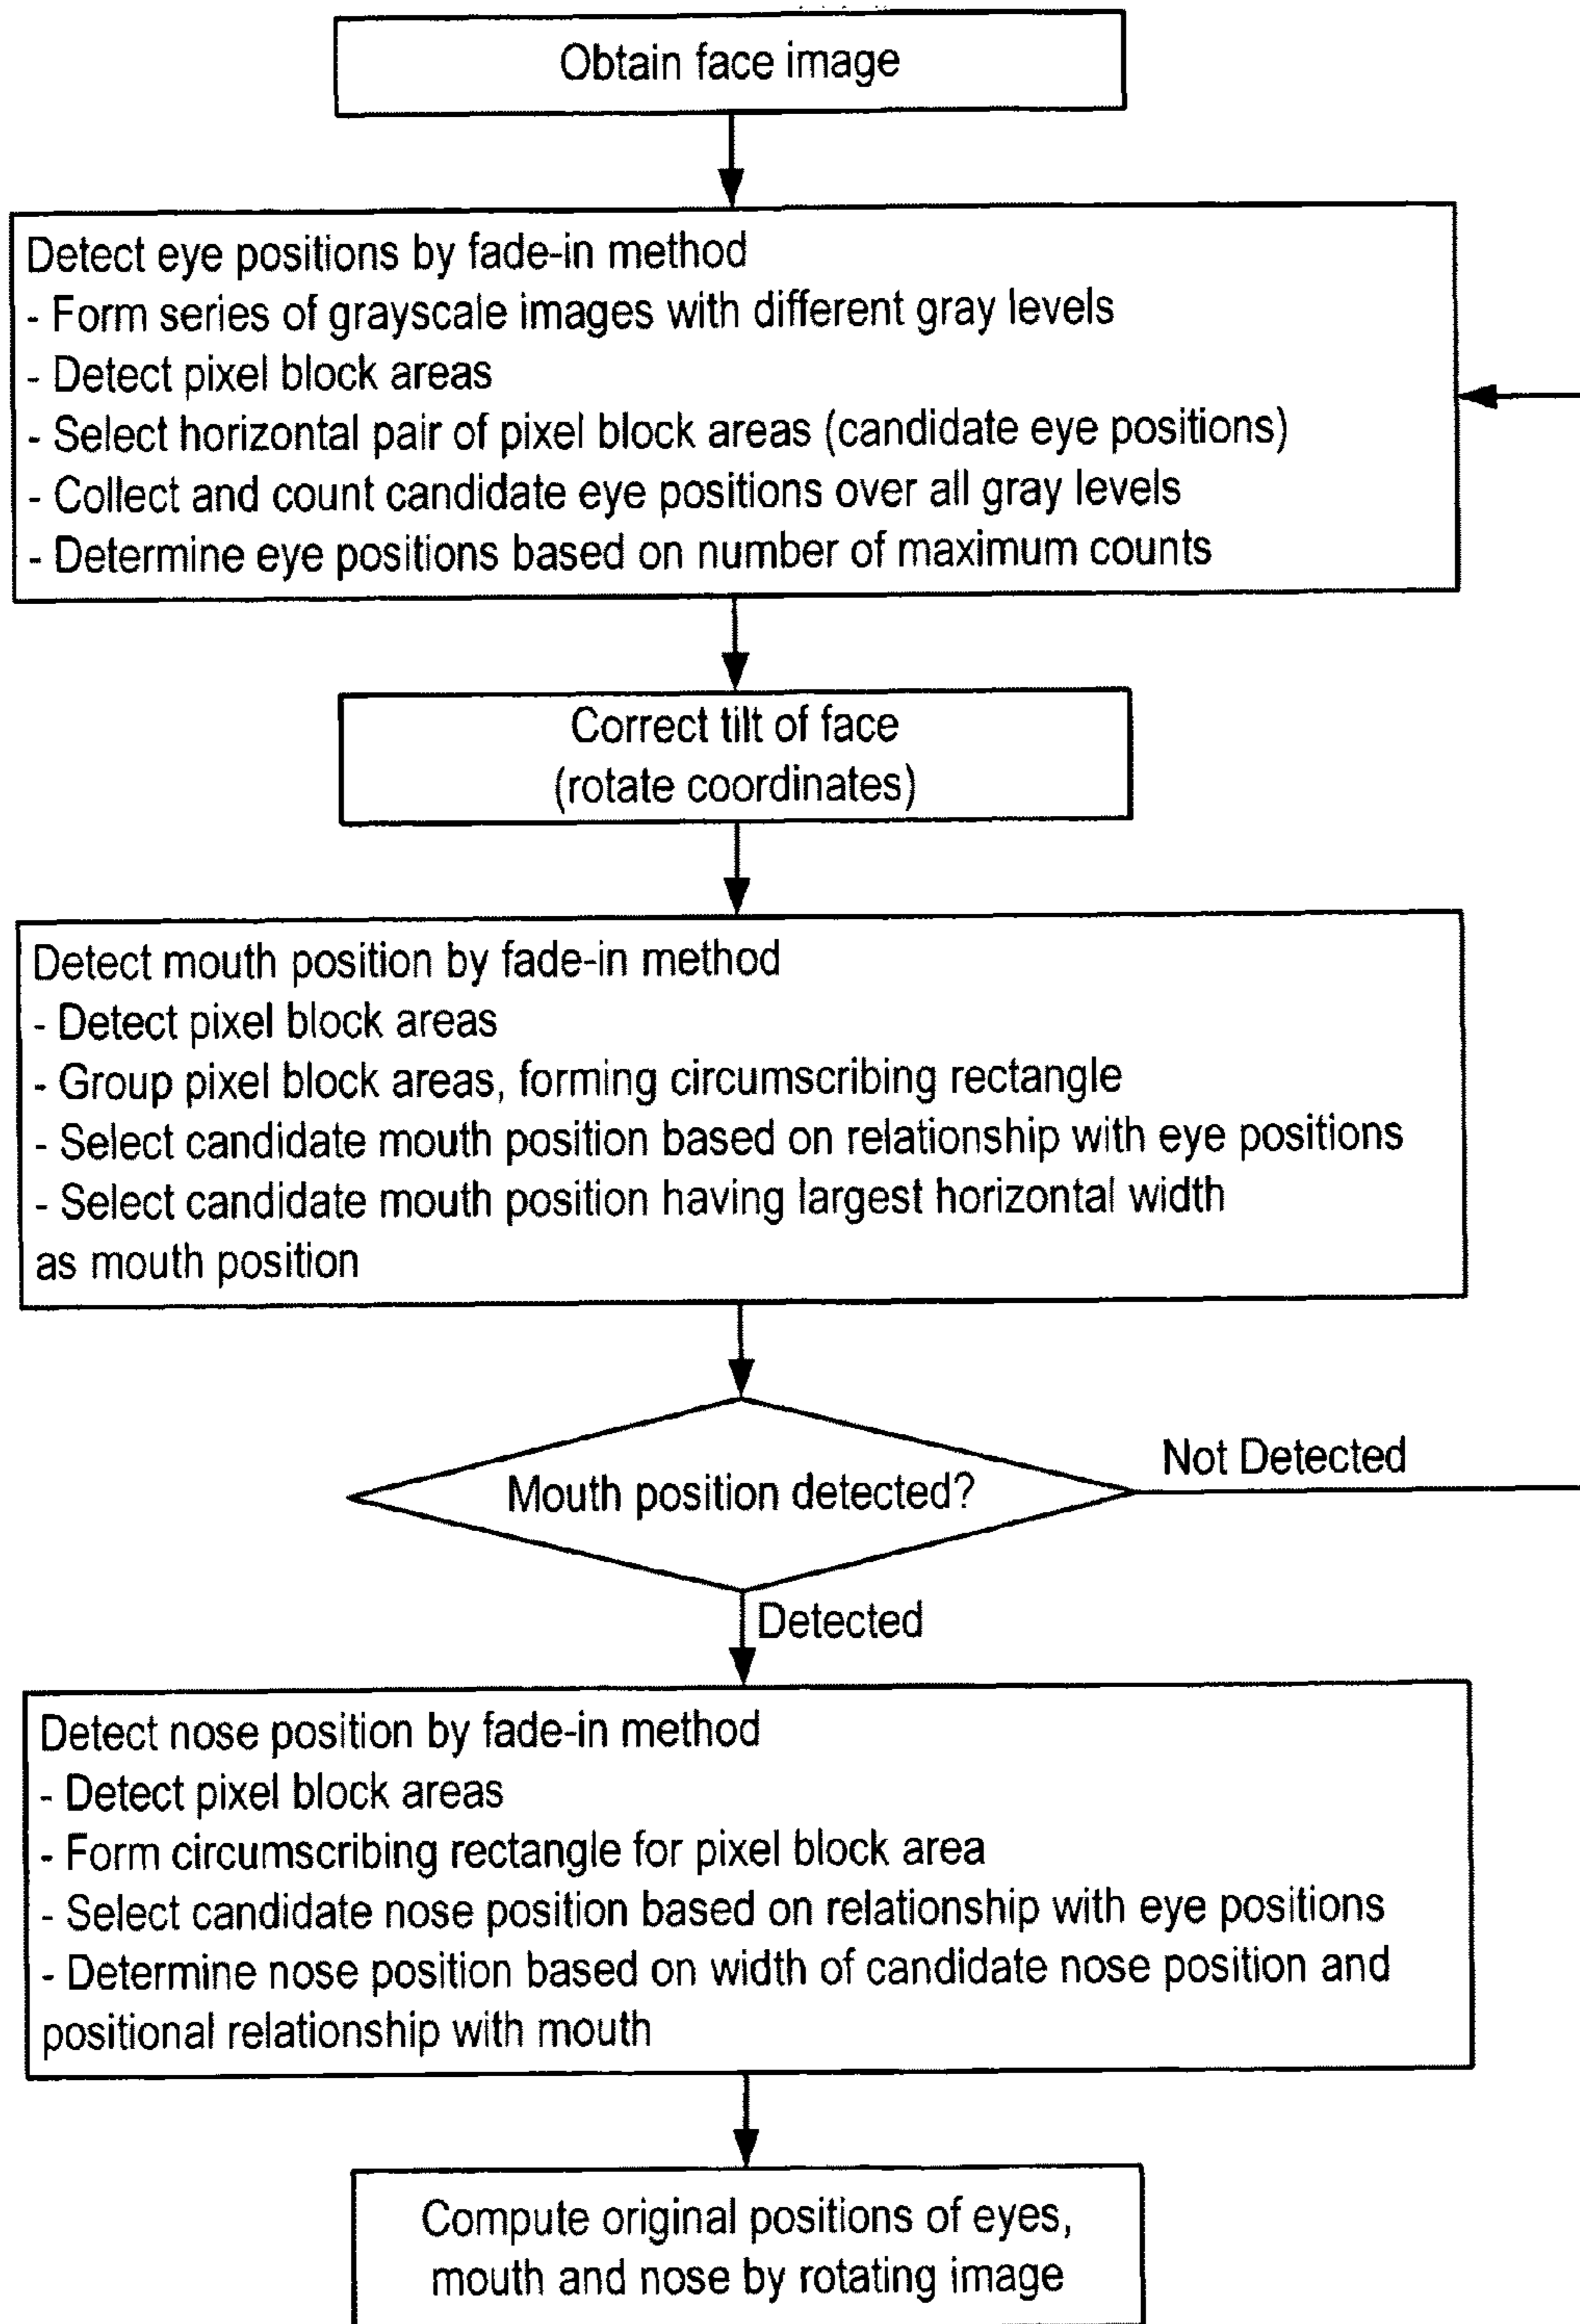 Obtain face image
Detect eye positions by fade-in method
- Form series of grayscale images with different gray levels
- Detect pixel block areas
- Select horizontal pair of pixel block areas (candidate eye positions)
- Collect and count candidate eye positions over all gray levels
- Determine eye positions based on number of maximum counts
Correct tilt of face
(rotate coordinates)
Detect mouth position by fade-in method
- Detect pixel block areas
- Group pixel block areas, forming circumscribing rectangle
- Select candidate mouth position based on relationship with eye positions
- Select candidate mouth position having largest horizontal width
as mouth position
Mouth position detected?
Not Detected
Detected
Detect nose position by fade-in method
- Detect pixel block areas
- Form circumscribing rectangle for pixel block area
- Select candidate nose position based on relationship with eye positions
- Determine nose position based on width of candidate nose position and
positional relationship with mouth
Compute original positions of eyes,
mouth and nose by rotating image